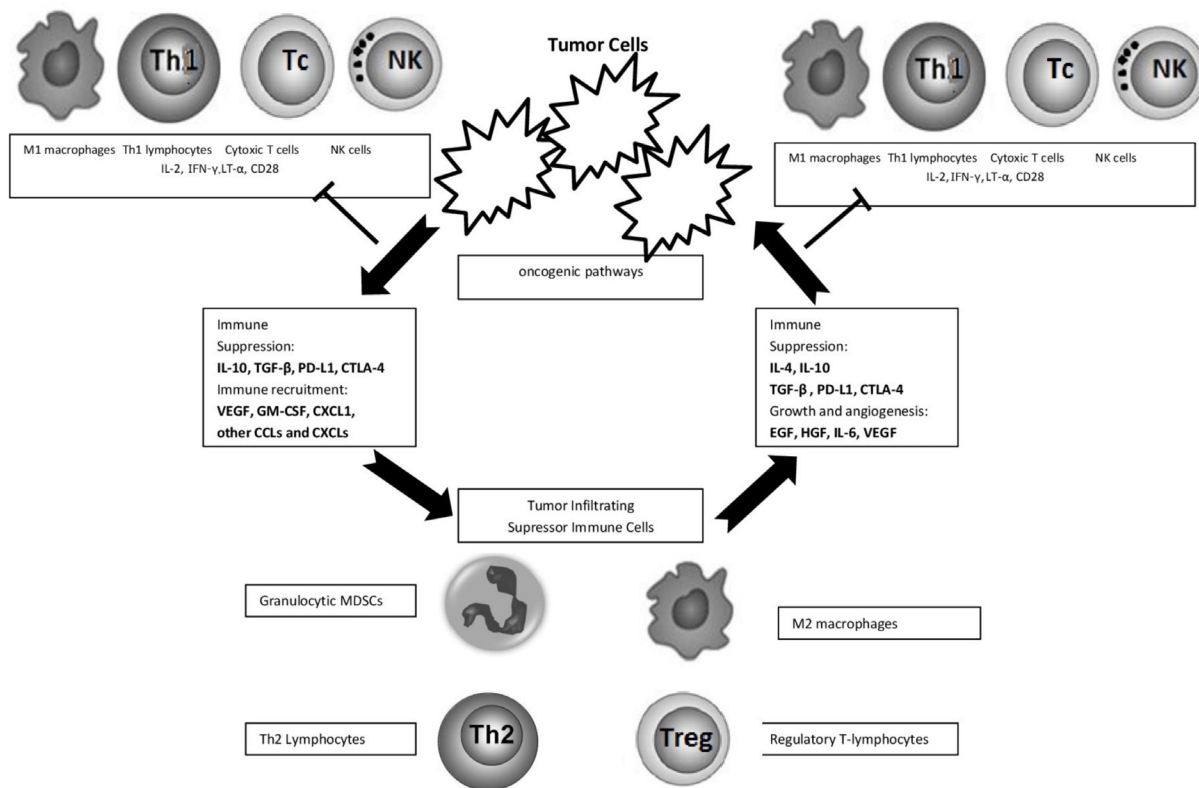 Th1
Tc
NK
Tumor Cells
Th1
Tc
NK
M1 macrophages Th1 lymphocytes Cytoxic T cells NK cells
IL-2, IFN-γ,LT-α, CD28
M1 macrophages Th1 lymphocytes Cytoxic T cells NK cells
IL-2,IFN-γ,LT-α, CD28
oncogenic pathways
Immune
Suppression:
IL-10, TGF-β, PD-L1, CTLA-4
Immune recruitment:
VEGF, GM-CSF, CXCL1,
other CCLs and CXCLs
Immune
Suppression:
IL-4, IL-10
TGF-β , PD-L1, CTLA-4
Growth and angiogenesis:
EGF, HGF, IL-6, VEGF
Tumor Infiltrating
Supressor Immune Cells
Granulocytic MDSCs
M2 macrophages
Th2 Lymphocytes
Th2
Treg
Regulatory T-lymphocytes